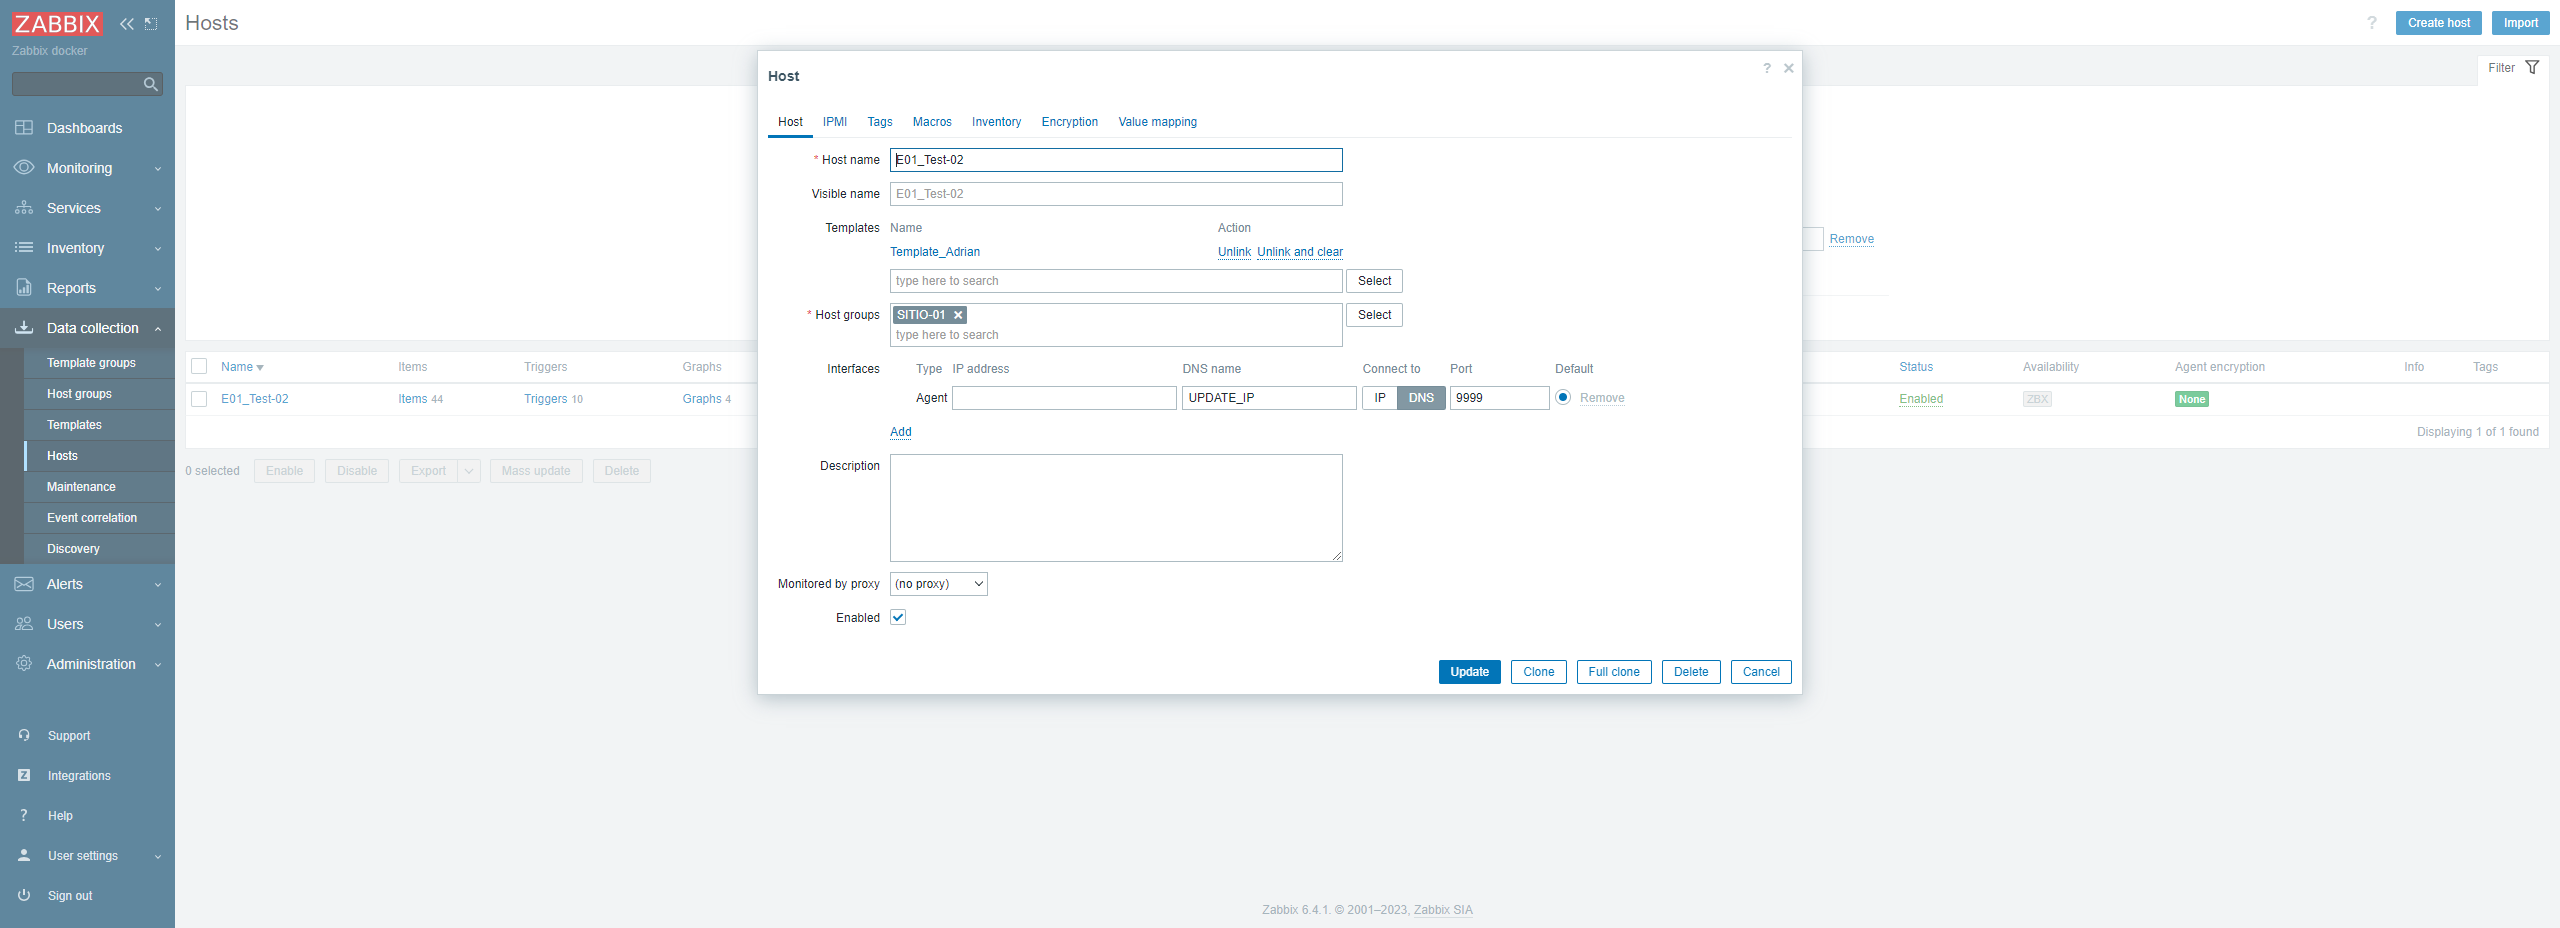 ZABBIX
Zabbix docker
Dashboards
Monitoring
Services
Inventory
Reports
Data collection
Template groups
Host groups
Templates
Hosts
Maintenance
Event correlation
Discovery
Alerts
Users
Administration
Support
Integrations
Help
User settings
Sign out
Hosts
? Create host Import
Filter
Remove
Name Items Triggers Graphs Status Availability Agent encryption Info Tags
E01_Test-02 Items 44 Triggers 10 Graphs 4 Enabled ZBX None
Displaying 1 of 1 found
0 selected Enable Disable Export Mass update Delete
Host ?
Host IPMI Tags Macros Inventory Encryption Value mapping
* Host name E01_Test-02
Visible name E01_Test-02
Templates Name Action
Template_Adrian Unlink Unlink and clear
type here to search Select
* Host groups SITIO-01 Select
type here to search
Interfaces Type IP address DNS name Connect to Port Default
Agent UPDATE_IP IP DNS 9999 Remove
Add
Description
Monitored by proxy (no proxy)
Enabled
Update Clone Full clone Delete Cancel
Zabbix 6.4.1. © 2001–2023, Zabbix SIA